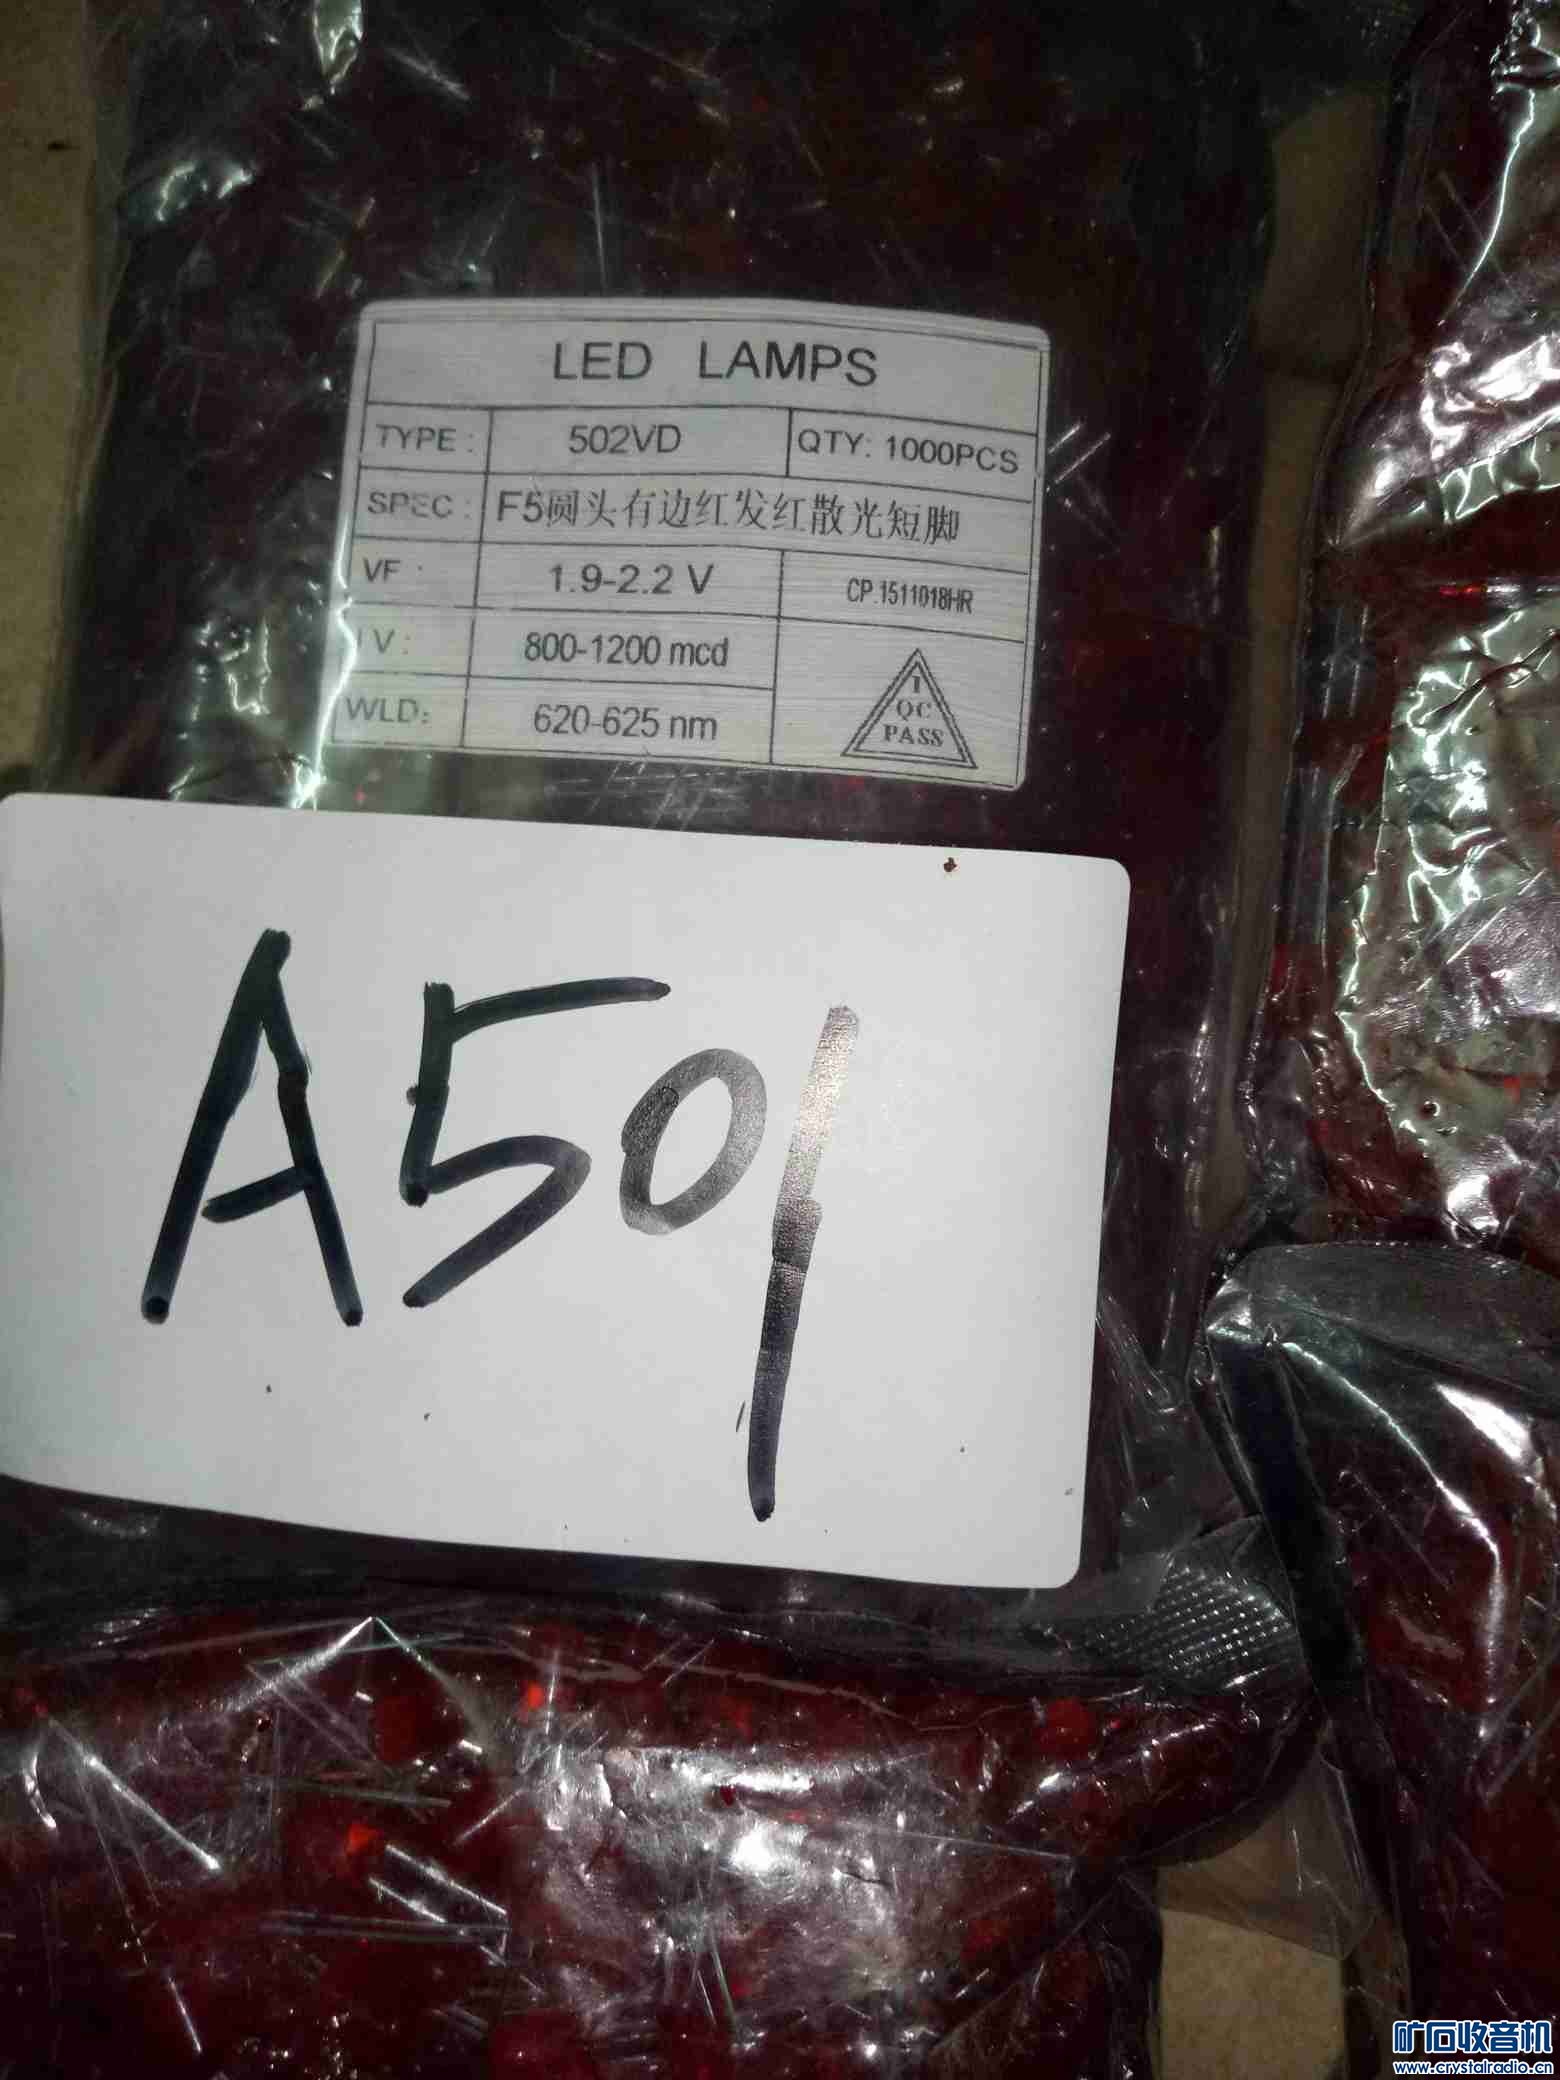 LED LAMPS
TYPE: 502VD QTY: 1000PCS
SPEC: F5圆头有边红发红散光短脚
VF: 1.9-2.2 V CP.1511018HR
IV: 800-1200 mcd
WLD: 620-625 nm
1
QC
PASS
A501
矿石收音机
www.crystalradio.cn